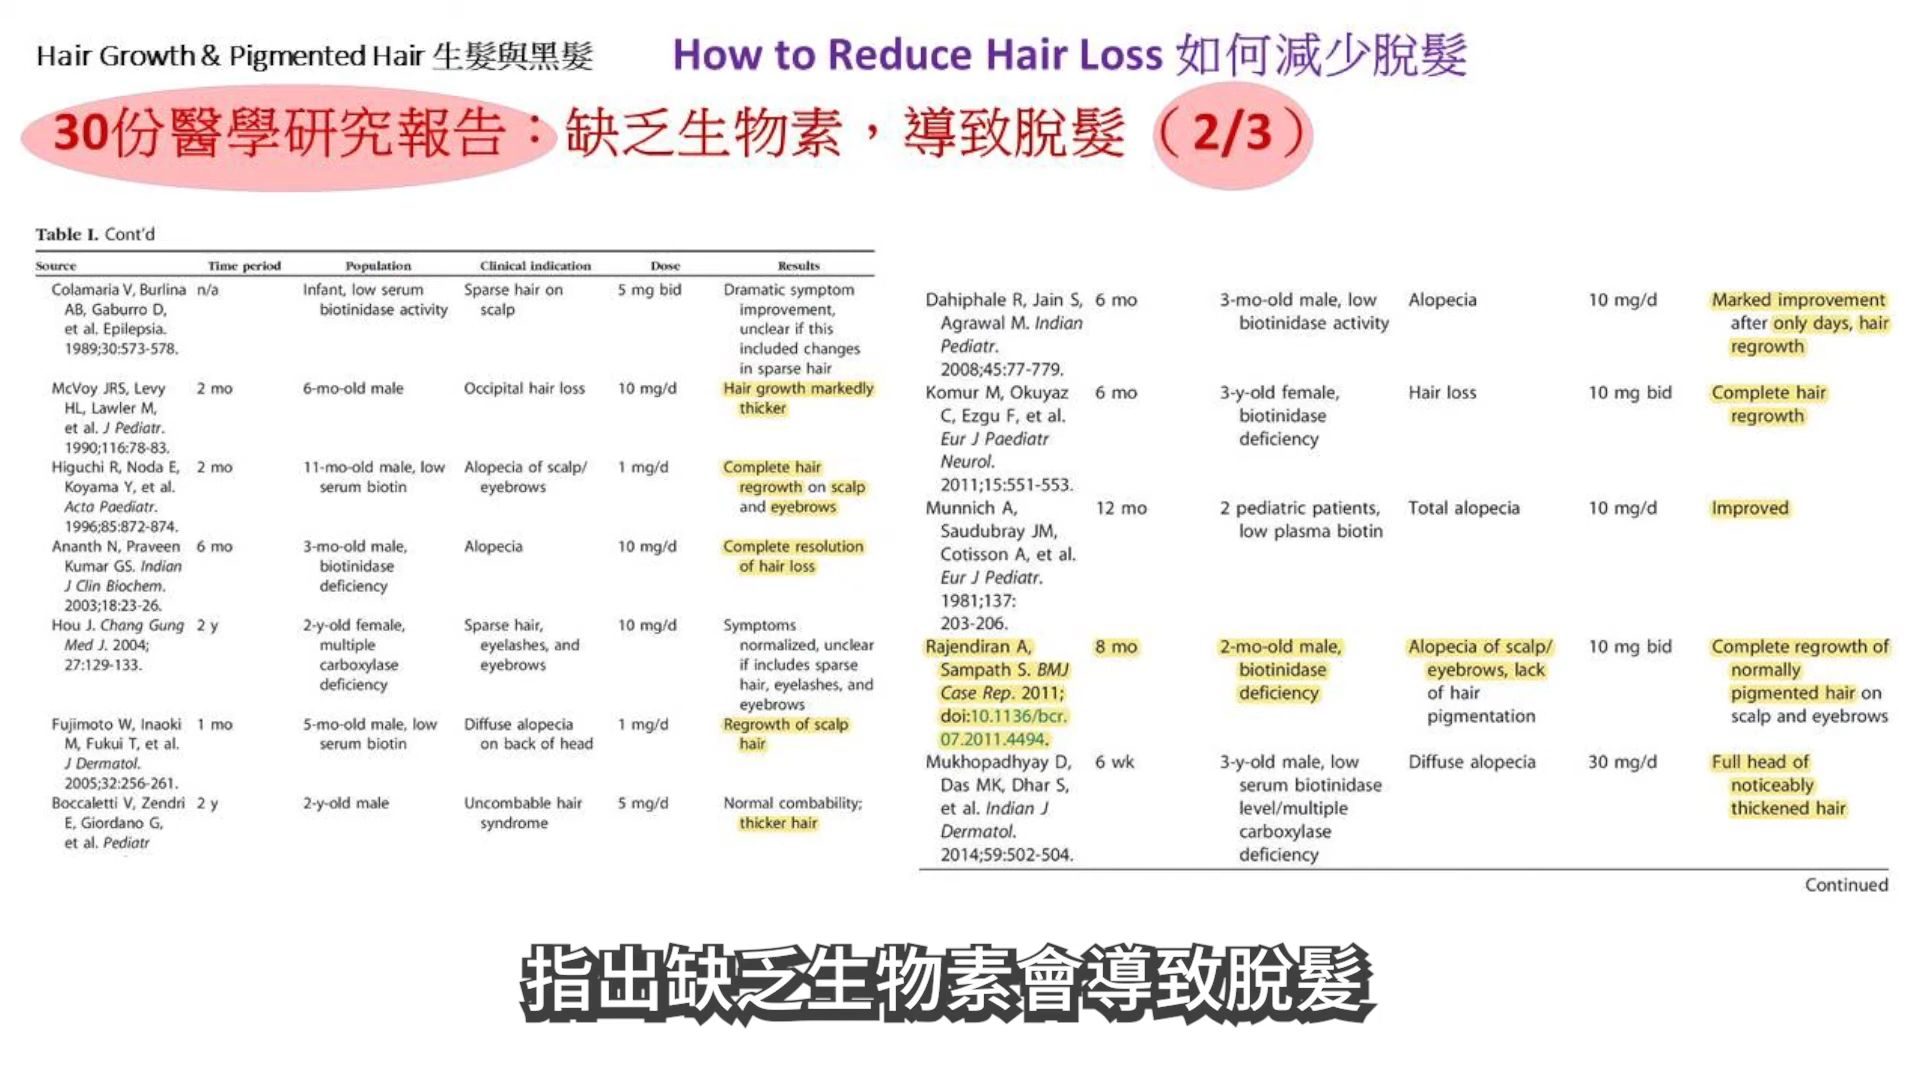 Hair Growth & Pigmented Hair 生髮與黑髮
How to Reduce Hair Loss 如何減少脫髮
30份醫學研究報告：缺乏生物素，導致脫髮（2/3）
Table I. Cont'd
Source Time period Population Clinical indication Dose Results
Colamaria V, Burlina n/a Infant, low serum Sparse hair on 5 mg bid Dramatic symptom
AB, Gaburro D, biotinidase activity scalp improvement,
et al. Epilepsia. unclear if this
1989;30:573-578. included changes
in sparse hair
McVoy JRS, Levy 2 mo 6-mo-old male Occipital hair loss 10 mg/d Hair growth markedly
HL, Lawler M, thicker
et al. J Pediatr.
1990;116:78-83.
Higuchi R, Noda E, 2 mo 11-mo-old male, low Alopecia of scalp/ 1 mg/d Complete hair
Koyama Y, et al. serum biotin eyebrows regrowth on scalp
Acta Paediatr. and eyebrows
1996;85:872-874.
Ananth N, Praveen 6 mo 3-mo-old male, Alopecia 10 mg/d Complete resolution
Kumar GS. Indian biotinidase of hair loss
J Clin Biochem. deficiency
2003;18:23-26.
Hou J. Chang Gung 2 y 2-y-old female, Sparse hair, 10 mg/d Symptoms
Med J. 2004; multiple eyelashes, and normalized, unclear
27:129-133. carboxylase eyebrows if includes sparse
deficiency hair, eyelashes, and
eyebrows
Fujimoto W, Inaoki 1 mo 5-mo-old male, low Diffuse alopecia 1 mg/d Regrowth of scalp
M, Fukui T, et al. serum biotin on back of head hair
J Dermatol.
2005;32:256-261.
Boccaletti V, Zendri 2 y 2-y-old male Uncombable hair 5 mg/d Normal combability;
E, Giordano G, syndrome thicker hair
et al. Pediatr
Dahiphale R, Jain S, 6 mo 3-mo-old male, low Alopecia 10 mg/d Marked improvement
Agrawal M. Indian biotinidase activity after only days, hair
Pediatr. regrowth
2008;45:77-779.
Komur M, Okuyaz 6 mo 3-y-old female, Hair loss 10 mg bid Complete hair
C, Ezgu F, et al. biotinidase regrowth
Eur J Paediatr deficiency
Neurol.
2011;15:551-553.
Munnich A, 12 mo 2 pediatric patients, Total alopecia 10 mg/d Improved
Saudubray JM, low plasma biotin
Cotisson A, et al.
Eur J Pediatr.
1981;137:
203-206.
Rajendiran A, 8 mo 2-mo-old male, Alopecia of scalp/ 10 mg bid Complete regrowth of
Sampath S. BMJ biotinidase eyebrows, lack normally
Case Rep. 2011; deficiency of hair pigmented hair on
doi:10.1136/bcr. pigmentation scalp and eyebrows
07.2011.4494.
Mukhopadhyay D, 6 wk 3-y-old male, low Diffuse alopecia 30 mg/d Full head of
Das MK, Dhar S, serum biotinidase noticeably
et al. Indian J level/multiple thickened hair
Dermatol. carboxylase
2014;59:502-504. deficiency
Continued
指出缺乏生物素會導致脫髮